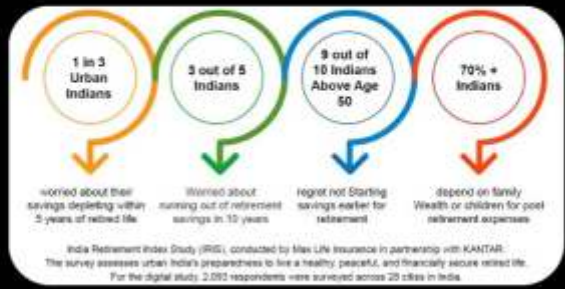 1 in 3
Urban
Indians
3 out of 5
Indians
9 out of
10 Indians
Above Age
50
70% +
Indians
worried about their
savings depleting within
5 years of retired life
Worried about
running out of retirement
savings in 10 years
regret not Starting
savings earlier for
retirement
depend on family
Wealth or children for post
retirement expenses
India Retirement Index Study (IRIS), conducted by Max Life Insurance in partnership with KANTAR.
The survey assesses urban India's preparedness to live a healthy, peaceful, and financially secure retired life.
For the digital study, 2,093 respondents were surveyed across 28 cities in India.